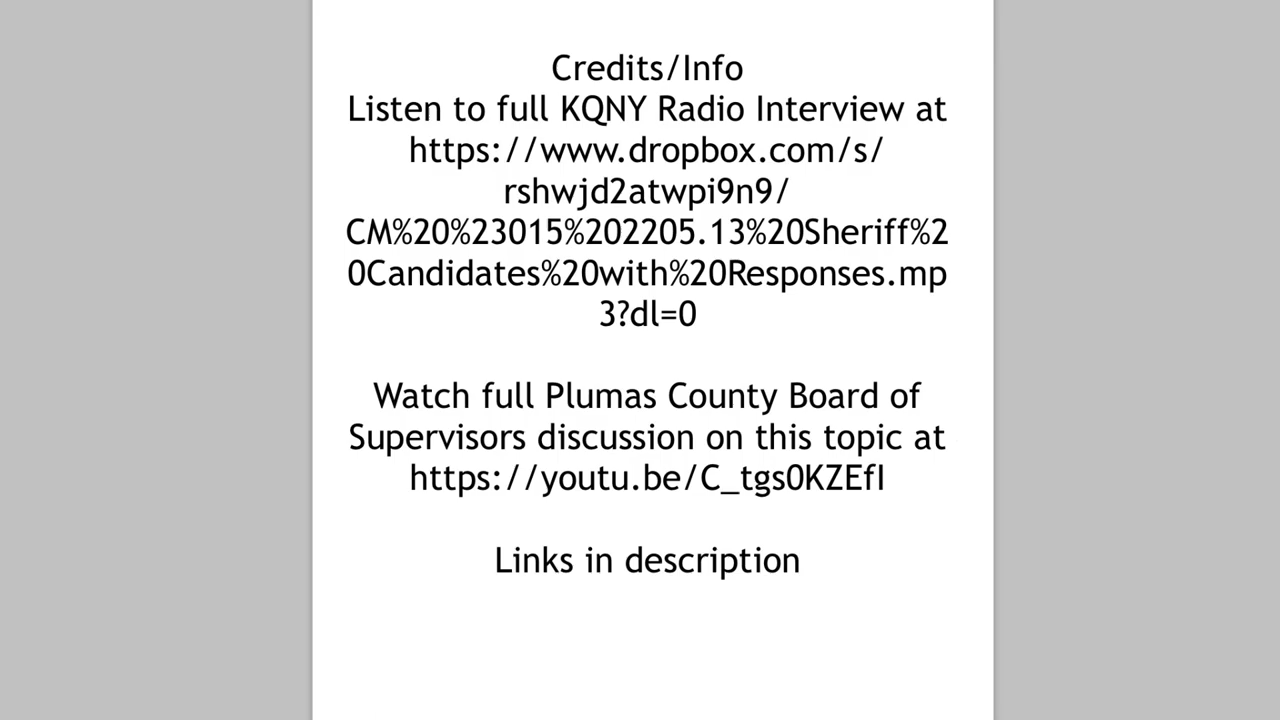 Credits/Info
Listen to full KQNY Radio Interview at
https://www.dropbox.com/s/
rshwjd2atwpi9n9/
CM%20%23015%202205.13%20Sheriff%2
0Candidates%20with%20Responses.mp
3?dl=0
Watch full Plumas County Board of
Supervisors discussion on this topic at
https://youtu.be/C_tgs0KZEfI
Links in description